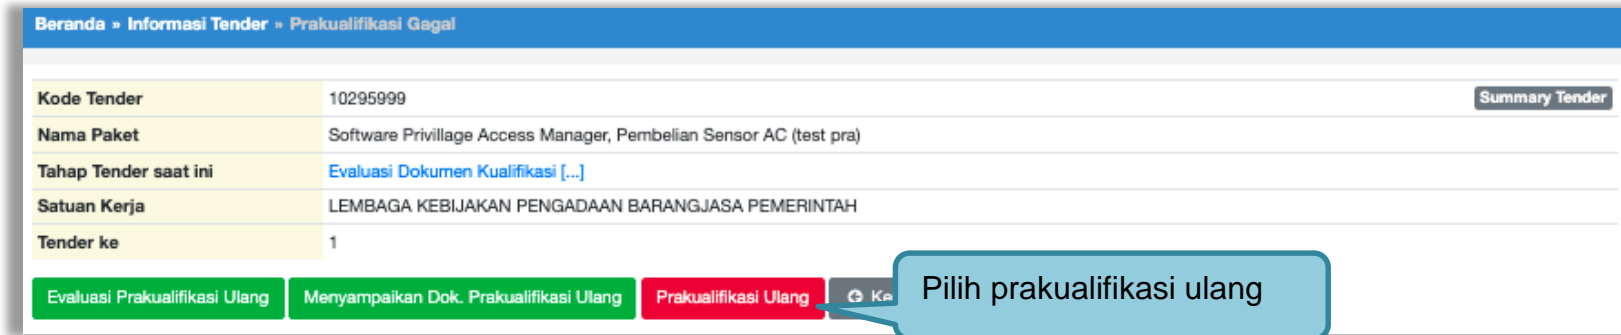 Beranda » Informasi Tender » Prakualifikasi Gagal
Kode Tender 10295999 Summary Tender
Nama Paket Software Privillage Access Manager, Pembelian Sensor AC (test pra)
Tahap Tender saat ini Evaluasi Dokumen Kualifikasi [...]
Satuan Kerja LEMBAGA KEBIJAKAN PENGADAAN BARANGJASA PEMERINTAH
Tender ke 1
Evaluasi Prakualifikasi Ulang Menyampaikan Dok. Prakualifikasi Ulang Prakualifikasi Ulang
Pilih prakualifikasi ulang